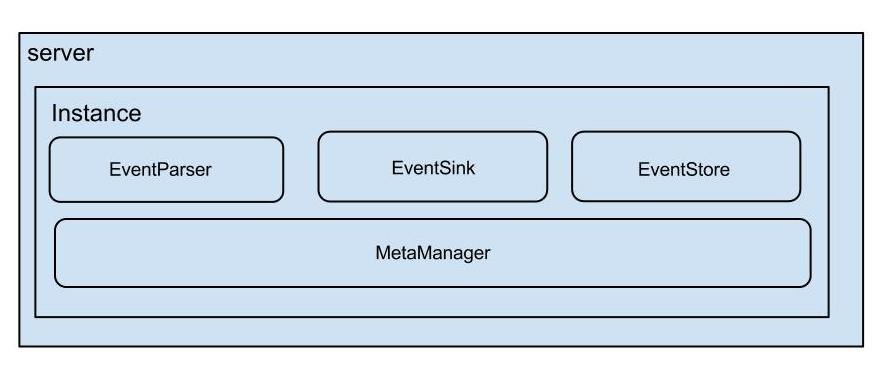 server
Instance
EventParser
EventSink
EventStore
MetaManager